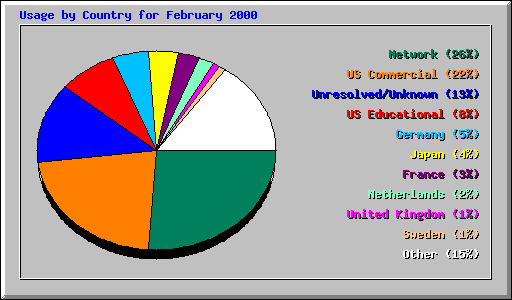 Usage by Country for February 2000
Network (26%)
US Commercial (22%)
Unresolved/Unknown (13%)
US Educational (8%)
Germany (5%)
Japan (4%)
France (3%)
Netherlands (2%)
United Kingdom (1%)
Sweden (1%)
Other (15%)